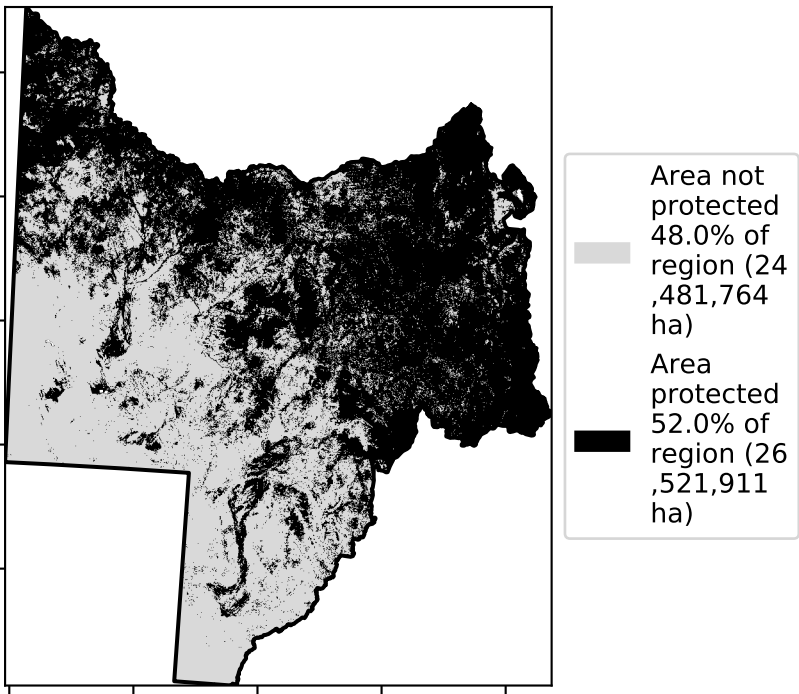 Area not
protected
48.0% of
region (24
,481,764
ha)
Area
protected
52.0% of
region (26
,521,911
ha)